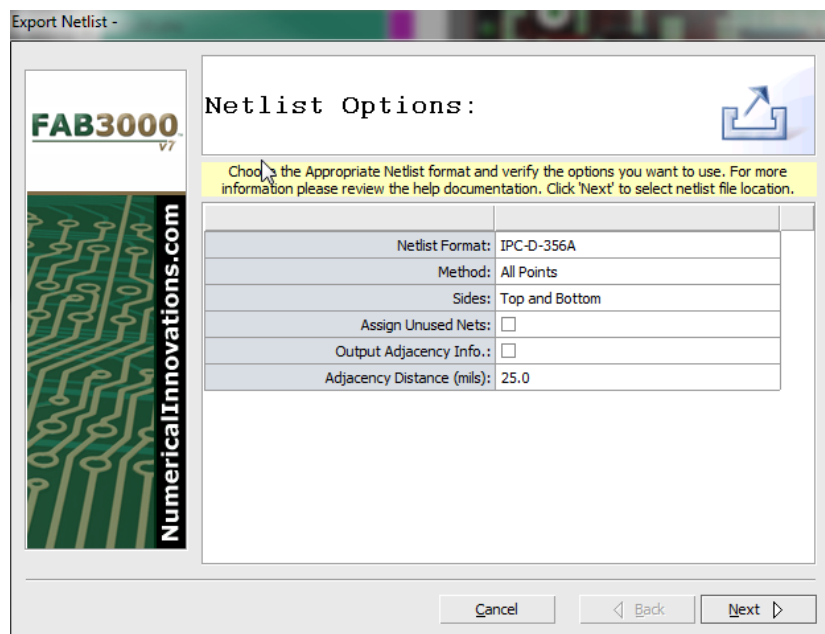 Export Netlist -
FAB3000
V7
NumericalInnovations.com
Netlist Options:
Choose the Appropriate Netlist format and verify the options you want to use. For more
information please review the help documentation. Click 'Next' to select netlist file location.
Netlist Format: IPC-D-356A
Method: All Points
Sides: Top and Bottom
Assign Unused Nets:
Output Adjacency Info.:
Adjacency Distance (mils): 25.0
Cancel
Back
Next